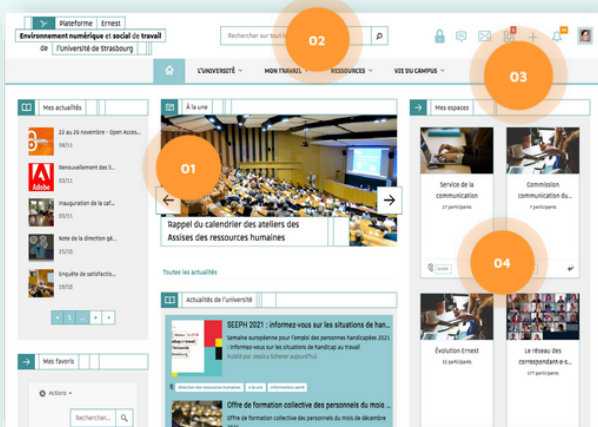 Plateforme Ernest
Environnement numérique et social de travail
de l'Université de Strasbourg
Rechercher sur tout
02
03
L'UNIVERSITÉ
MON TRAVAIL
RESSOURCES
VIE DU CAMPUS
Mes actualités
22 au 26 novembre - Open Acces...
08/11
Renouvellement des li...
03/11
Adobe
Inauguration de la caf...
03/11
Note de la direction gé...
25/10
Enquête de satisfactio...
19/10
« < 1 ... > »
Mes favoris
Actions
Rechercher...
À la une
01
Rappel du calendrier des ateliers des
Assises des ressources humaines
Toutes les actualités
Actualités de l'université
SEEPH 2021 : informez-vous sur les situations de han...
Semaine européenne pour l'emploi des personnes handicapées 2021
: informez-vous sur les situations de handicap au travail
Publié par Jessica Scherer aujourd'hui
Direction des ressources humaines
à la une
informations santé
Offre de formation collective des personnels du mois ...
Offre de formation collective des personnels du mois de décembre
2021
Mes espaces
Service de la
communication
27 participants
Commission
communication du...
7 participants
04
Évolution Ernest
Le réseau des
correspondant·e·s...
177 participants